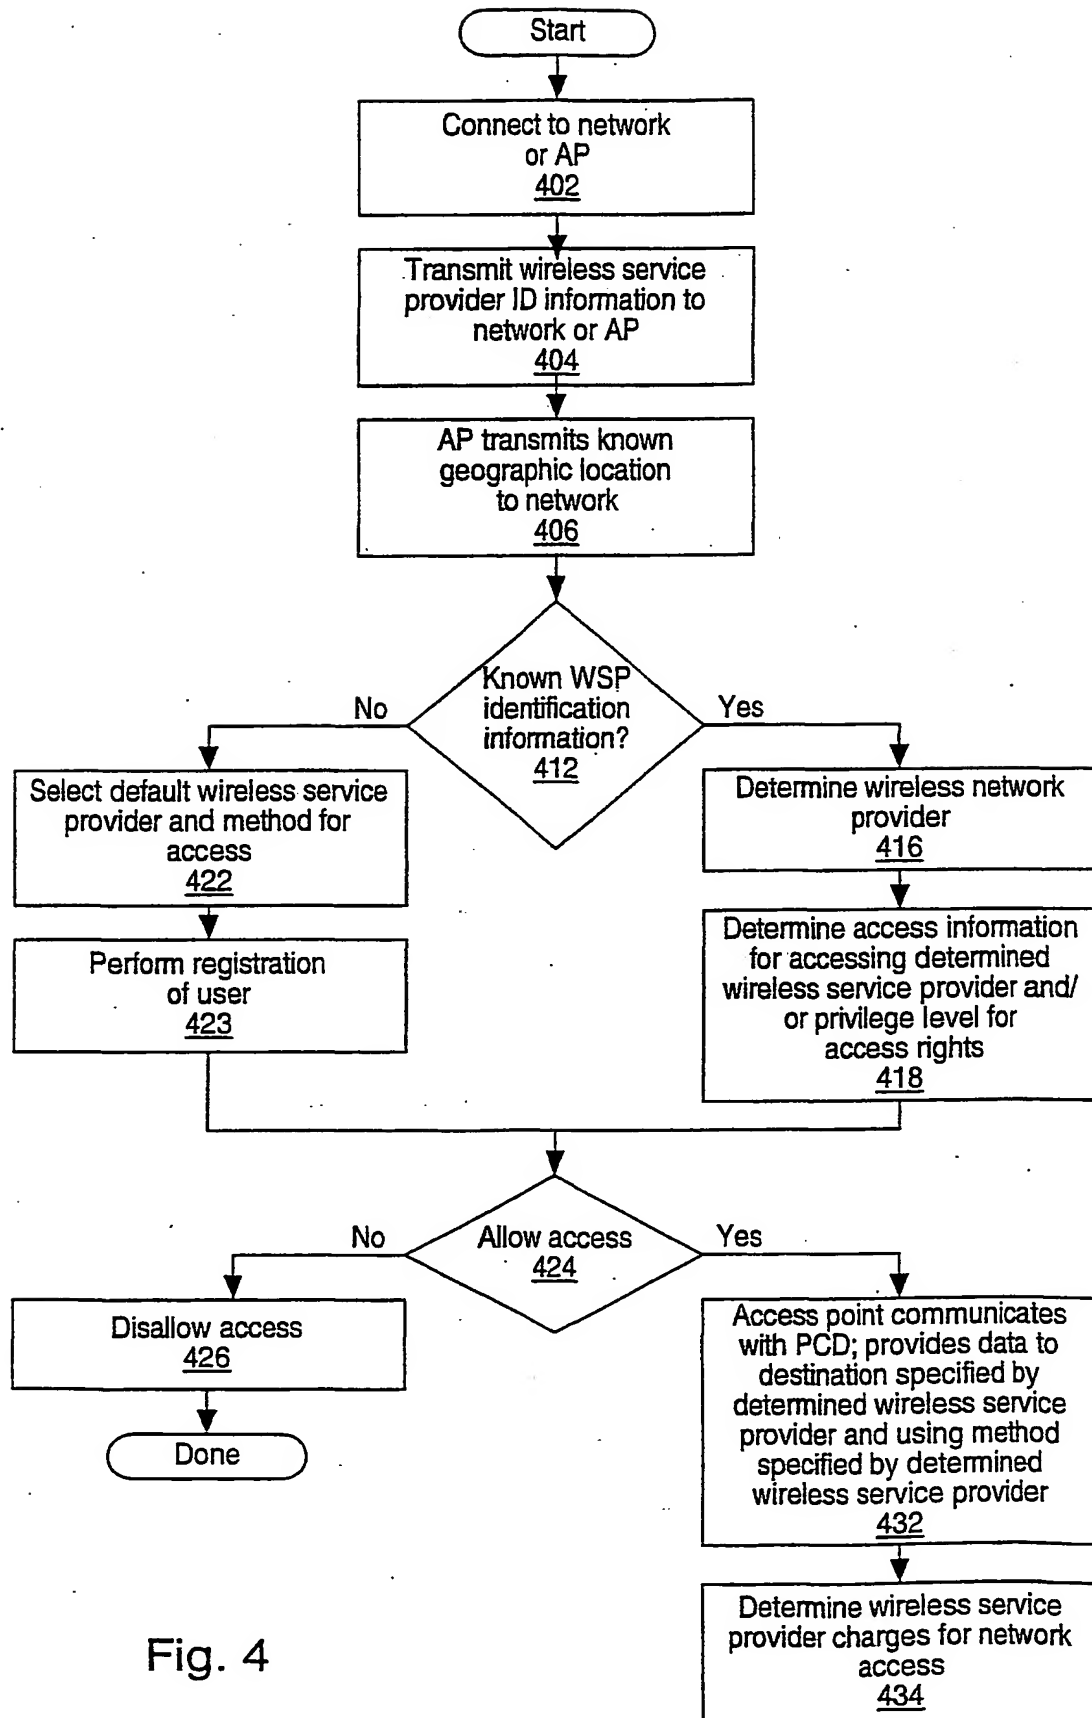 Start
Connect to network
or AP
402
Transmit wireless service
provider ID information to
network or AP
404
AP transmits known
geographic location
to network
406
Known WSP
identification
information?
412
No
Yes
Select default wireless service
provider and method for
access
422
Perform registration
of user
423
Determine wireless network
provider
416
Determine access information
for accessing determined
wireless service provider and/
or privilege level for
access rights
418
Allow access
424
No
Yes
Disallow access
426
Done
Access point communicates
with PCD; provides data to
destination specified by
determined wireless service
provider and using method
specified by determined
wireless service provider
432
Determine wireless service
provider charges for network
access
434
Fig. 4